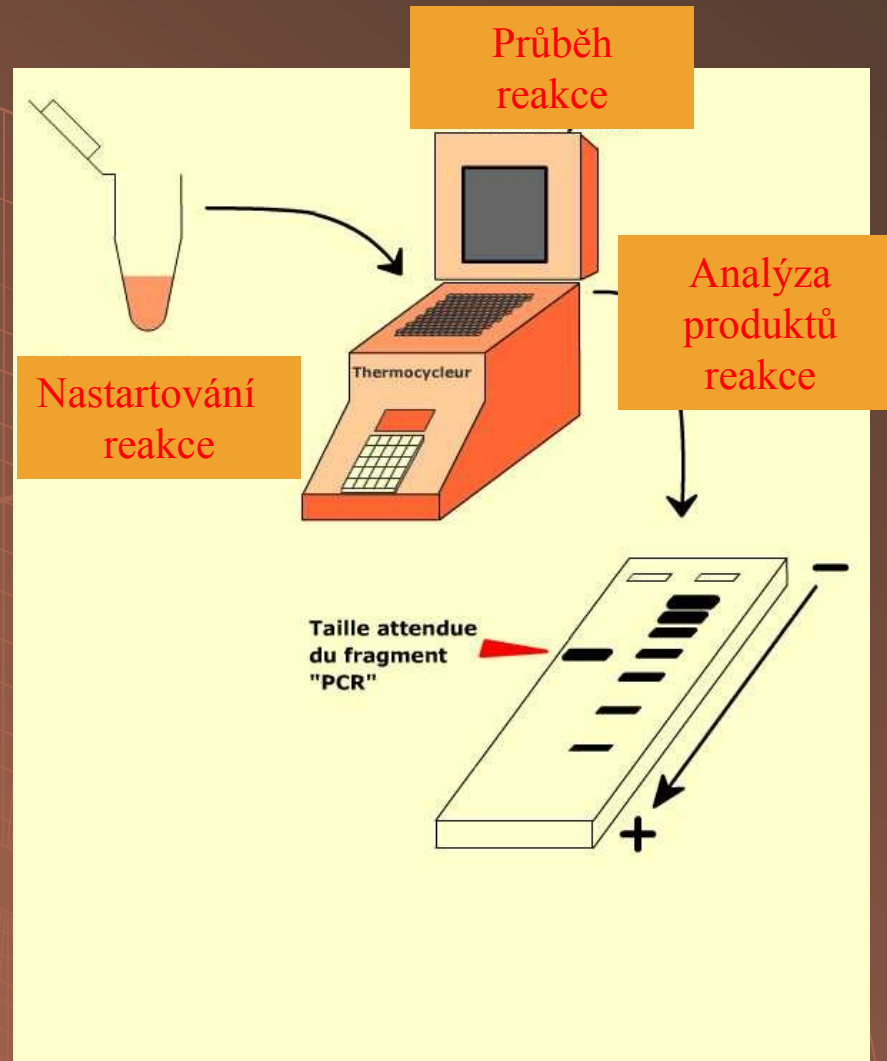 Průběh
reakce
Analýza
produktů
reakce
Nastartování
reakce
Thermocycleur
Taille attendue
du fragment
"PCR"
−
+